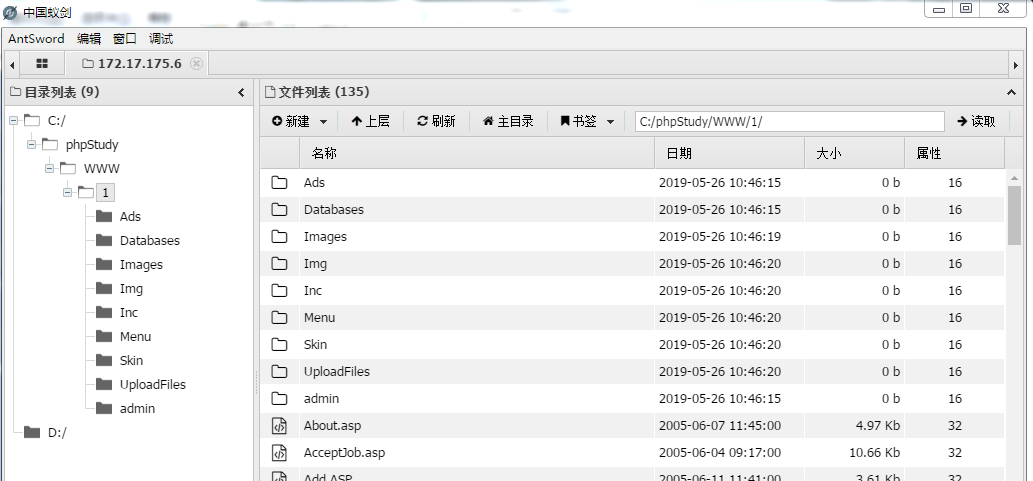 中国蚁剑
AntSword 编辑 窗口 调试
172.17.175.6
目录列表 (9)
C:/
phpStudy
WWW
1
Ads
Databases
Images
Img
Inc
Menu
Skin
UploadFiles
admin
D:/
文件列表 (135)
新建 上层 刷新 主目录 书签 C:/phpStudy/WWW/1/ 读取
名称 日期 大小 属性
Ads 2019-05-26 10:46:15 0 b 16
Databases 2019-05-26 10:46:15 0 b 16
Images 2019-05-26 10:46:19 0 b 16
Img 2019-05-26 10:46:20 0 b 16
Inc 2019-05-26 10:46:20 0 b 16
Menu 2019-05-26 10:46:20 0 b 16
Skin 2019-05-26 10:46:20 0 b 16
UploadFiles 2019-05-26 10:46:20 0 b 16
admin 2019-05-26 10:46:15 0 b 16
About.asp 2005-06-07 11:45:00 4.97 Kb 32
AcceptJob.asp 2005-06-04 09:17:00 10.66 Kb 32
Add.ASP 2005-06-11 11:41:00 3.61 Kb 32